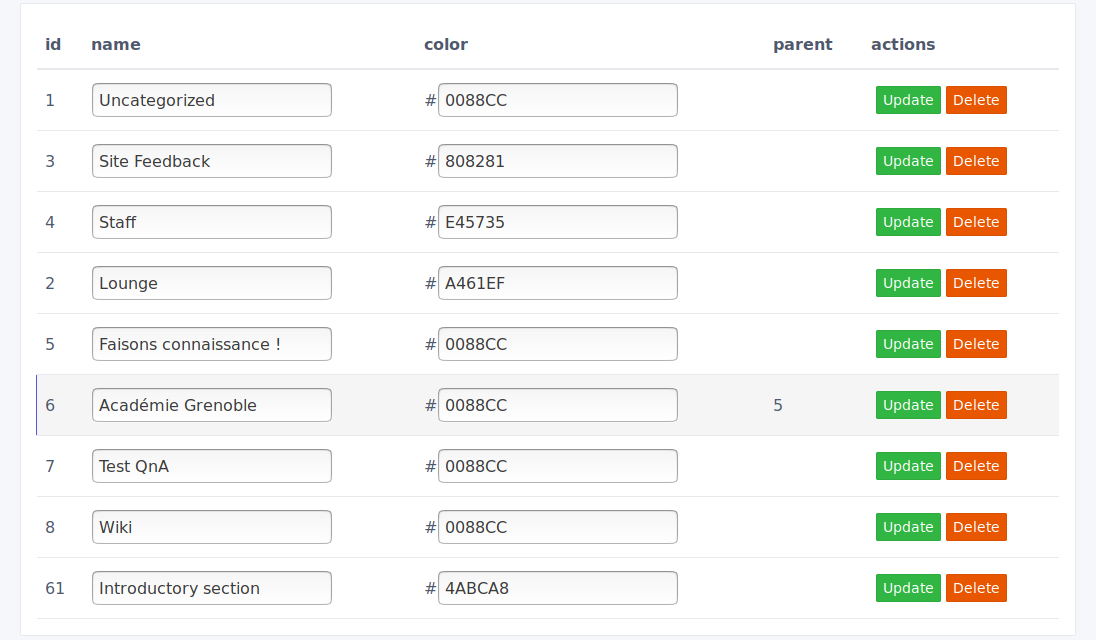 id name color parent actions
1 Uncategorized # 0088CC Update Delete
3 Site Feedback # 808281 Update Delete
4 Staff # E45735 Update Delete
2 Lounge # A461EF Update Delete
5 Faisons connaissance ! # 0088CC Update Delete
6 Académie Grenoble # 0088CC 5 Update Delete
7 Test QnA # 0088CC Update Delete
8 Wiki # 0088CC Update Delete
61 Introductory section # 4ABCA8 Update Delete